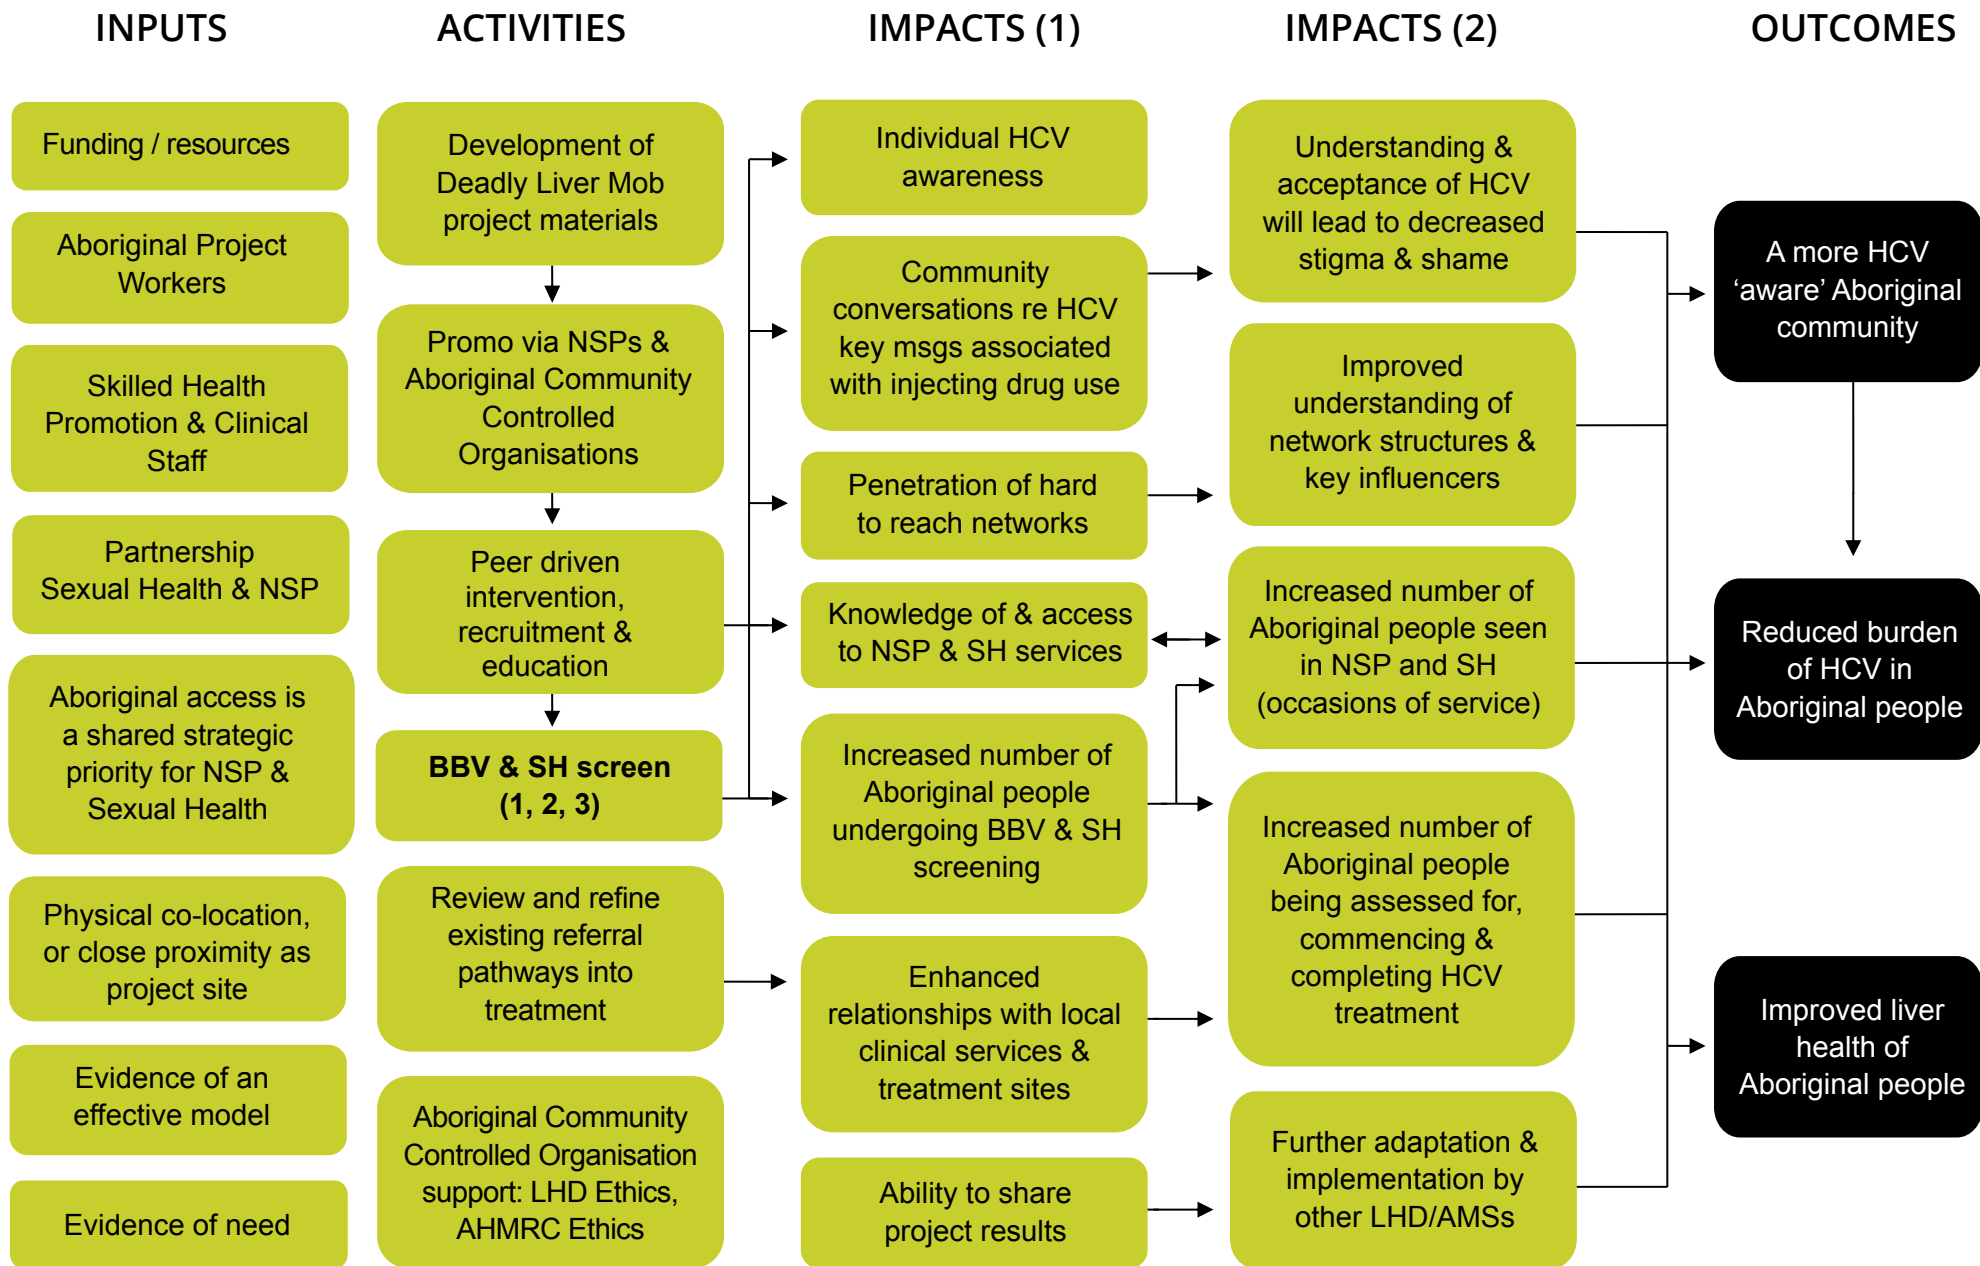 INPUTS
ACTIVITIES
IMPACTS (1)
IMPACTS (2)
OUTCOMES
Funding / resources
Aboriginal Project
Workers
Skilled Health
Promotion & Clinical
Staff
Partnership
Sexual Health & NSP
Aboriginal access is
a shared strategic
priority for NSP &
Sexual Health
Physical co-location,
or close proximity as
project site
Evidence of an
effective model
Evidence of need
Development of
Deadly Liver Mob
project materials
Promo via NSPs &
Aboriginal Community
Controlled
Organisations
Peer driven
intervention,
recruitment &
education
BBV & SH screen
(1, 2, 3)
Review and refine
existing referral
pathways into
treatment
Aboriginal Community
Controlled Organisation
support: LHD Ethics,
AHMRC Ethics
Individual HCV
awareness
Community
conversations re HCV
key msgs associated
with injecting drug use
Penetration of hard
to reach networks
Knowledge of & access
to NSP & SH services
Increased number of
Aboriginal people
undergoing BBV & SH
screening
Enhanced
relationships with local
clinical services &
treatment sites
Ability to share
project results
Understanding &
acceptance of HCV
will lead to decreased
stigma & shame
Improved
understanding of
network structures &
key influencers
Increased number of
Aboriginal people seen
in NSP and SH
(occasions of service)
Increased number of
Aboriginal people
being assessed for,
commencing &
completing HCV
treatment
Further adaptation &
implementation by
other LHD/AMSs
A more HCV
‘aware’ Aboriginal
community
Reduced burden
of HCV in
Aboriginal people
Improved liver
health of
Aboriginal people